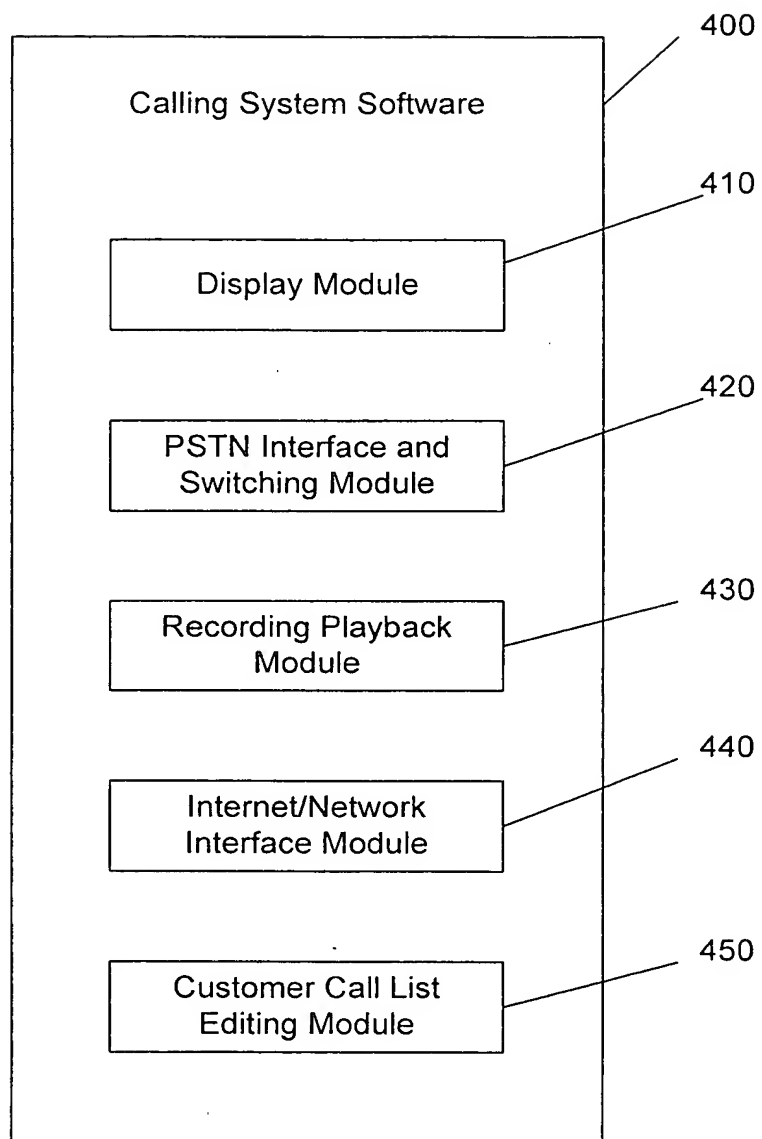 400
Calling System Software
410
Display Module
420
PSTN Interface and
Switching Module
430
Recording Playback
Module
440
Internet/Network
Interface Module
450
Customer Call List
Editing Module